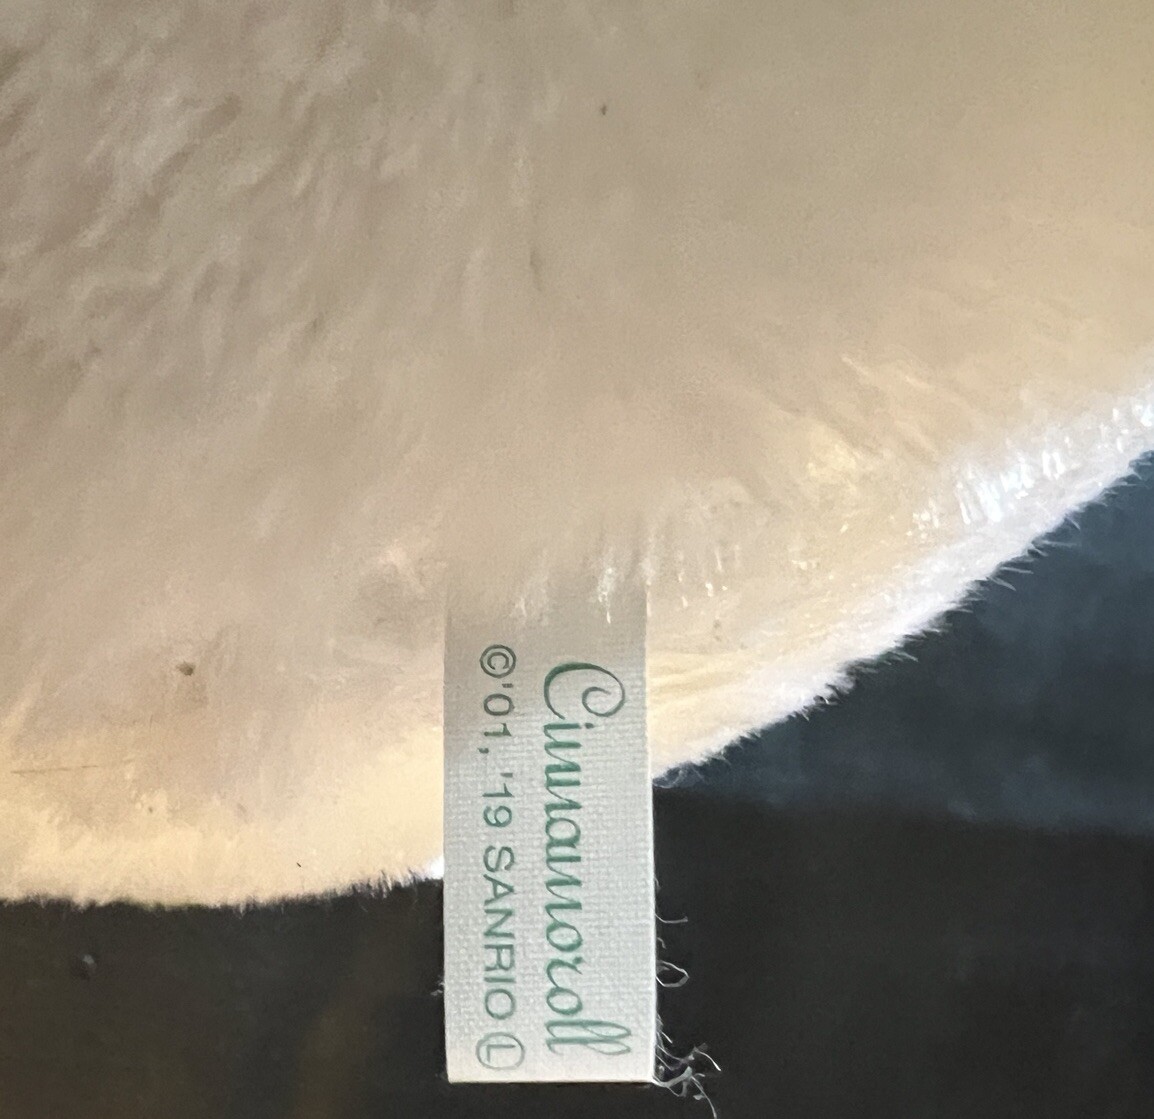 Cinnamoroll
©'01, '19 SANRIO Ⓛ